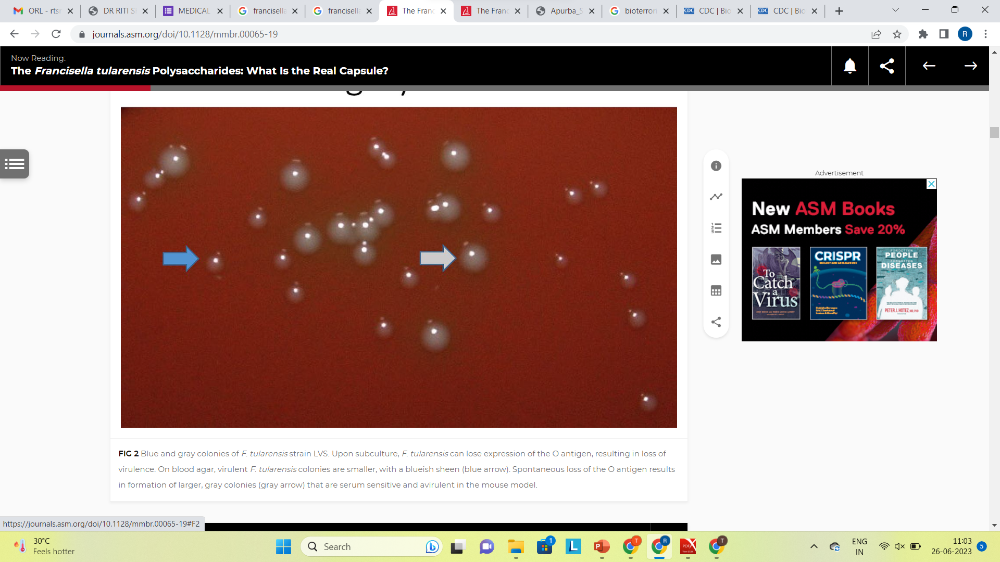 ORL - rtsr
DR RITI S
MEDICAL
francisella
francisella
The Franc
The Franc
Apurba_S
bioterrori
CDC | Bio
CDC | Bio
journals.asm.org/doi/10.1128/mmbr.00065-19
R
Now Reading:
The Francisella tularensis Polysaccharides: What Is the Real Capsule?
Advertisement
New ASM Books
ASM Members Save 20%
To
Catch
a
Virus
CRISPR
FORGOTTEN
PEOPLE
FORGOTTEN
DISEASES
PETER J. HOTEZ MD, PHD
FIG 2 Blue and gray colonies of F. tularensis strain LVS. Upon subculture, F. tularensis can lose expression of the O antigen, resulting in loss of
virulence. On blood agar, virulent F. tularensis colonies are smaller, with a blueish sheen (blue arrow). Spontaneous loss of the O antigen results
in formation of larger, gray colonies (gray arrow) that are serum sensitive and avirulent in the mouse model.
https://journals.asm.org/doi/10.1128/mmbr.00065-19#F2
30°C
Feels hotter
Search
1
L
P
T
R
PDF
T
ENG
IN
11:03
26-06-2023
5